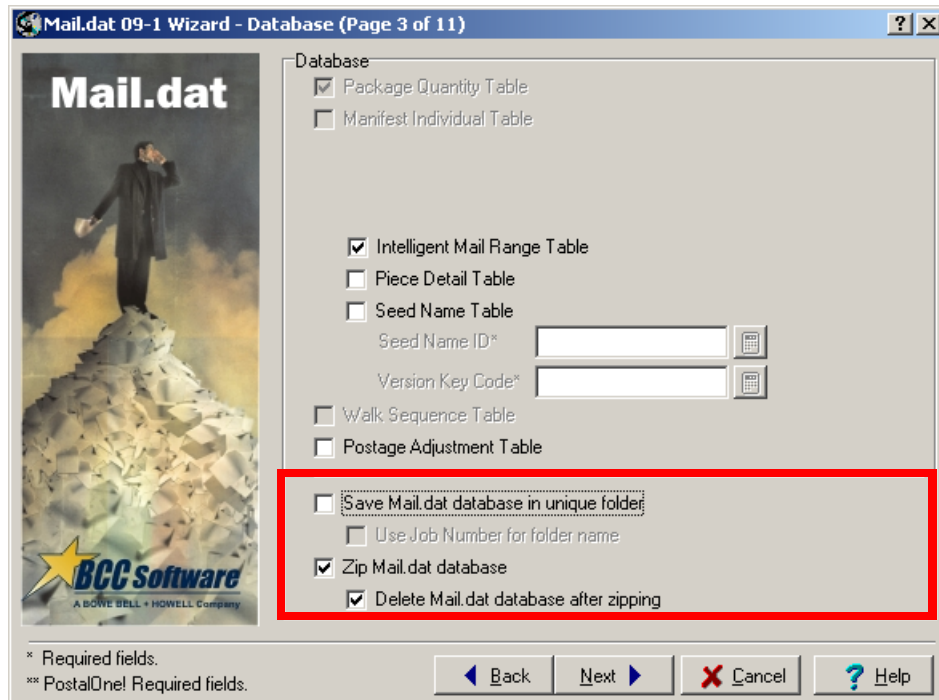 Mail.dat 09-1 Wizard - Database (Page 3 of 11)
Mail.dat
Database
Package Quantity Table
Manifest Individual Table
Intelligent Mail Range Table
Piece Detail Table
Seed Name Table
Seed Name ID*
Version Key Code*
Walk Sequence Table
Postage Adjustment Table
Save Mail.dat database in unique folder
Use Job Number for folder name
Zip Mail.dat database
Delete Mail.dat database after zipping
BCC Software
A BOWE BELL + HOWELL Company
* Required fields.
** PostalOne! Required fields.
Back Next Cancel Help